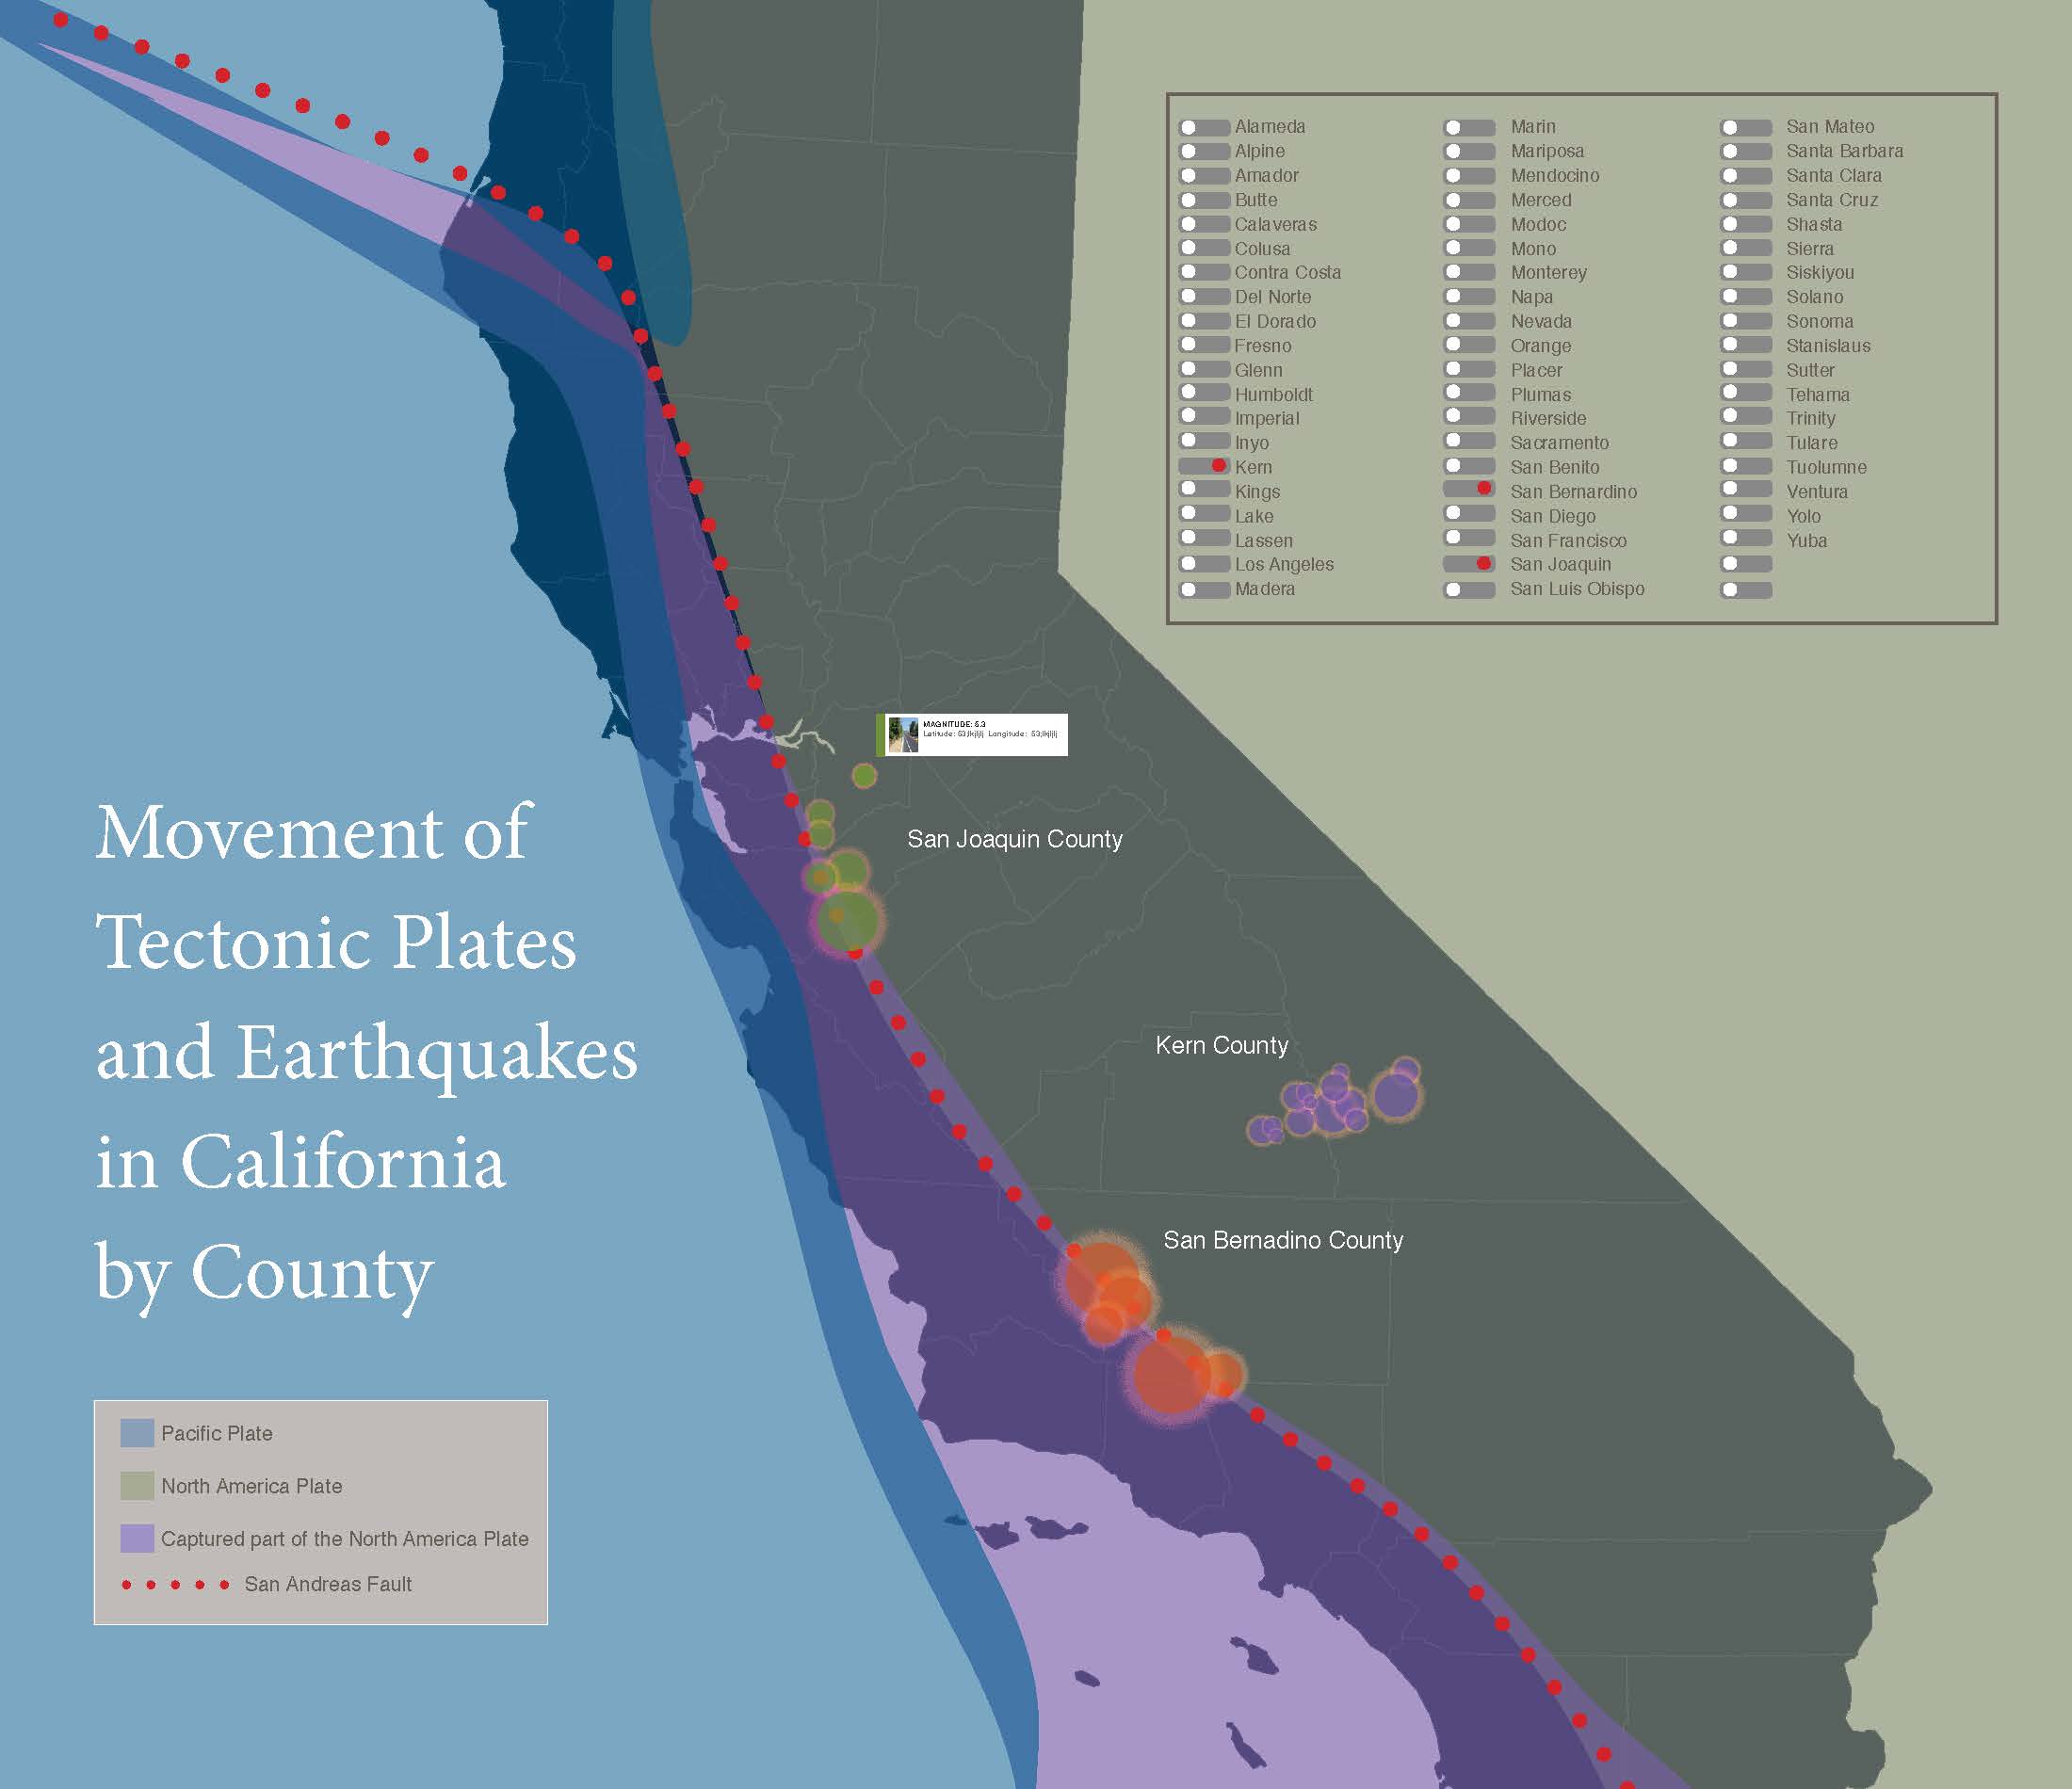 Alameda
Alpine
Amador
Butte
Calaveras
Colusa
Contra Costa
Del Norte
El Dorado
Fresno
Glenn
Humboldt
Imperial
Inyo
Kern
Kings
Lake
Lassen
Los Angeles
Madera
Marin
Mariposa
Mendocino
Merced
Modoc
Mono
Monterey
Napa
Nevada
Orange
Placer
Plumas
Riverside
Sacramento
San Benito
San Bernardino
San Diego
San Francisco
San Joaquin
San Luis Obispo
San Mateo
Santa Barbara
Santa Clara
Santa Cruz
Shasta
Sierra
Siskiyou
Solano
Sonoma
Stanislaus
Sutter
Tehama
Trinity
Tulare
Tuolumne
Ventura
Yolo
Yuba
MAGNITUDE: 5.3
Latitude: Longitude:
San Joaquin County
Kern County
San Bernadino County
Movement of
Tectonic Plates
and Earthquakes
in California
by County
Pacific Plate
North America Plate
Captured part of the North America Plate
San Andreas Fault